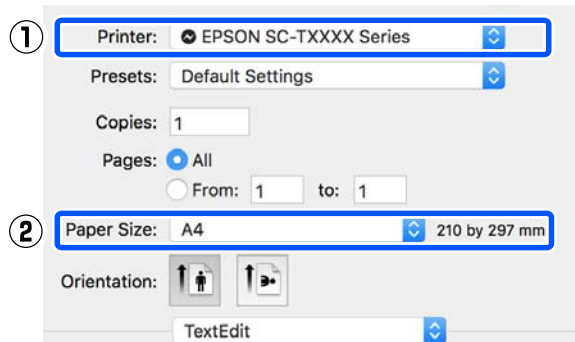 ① Printer: EPSON SC-TXXXX Series
Presets: Default Settings
Copies: 1
Pages: All
From: 1 to: 1
② Paper Size: A4 210 by 297 mm
Orientation:
TextEdit